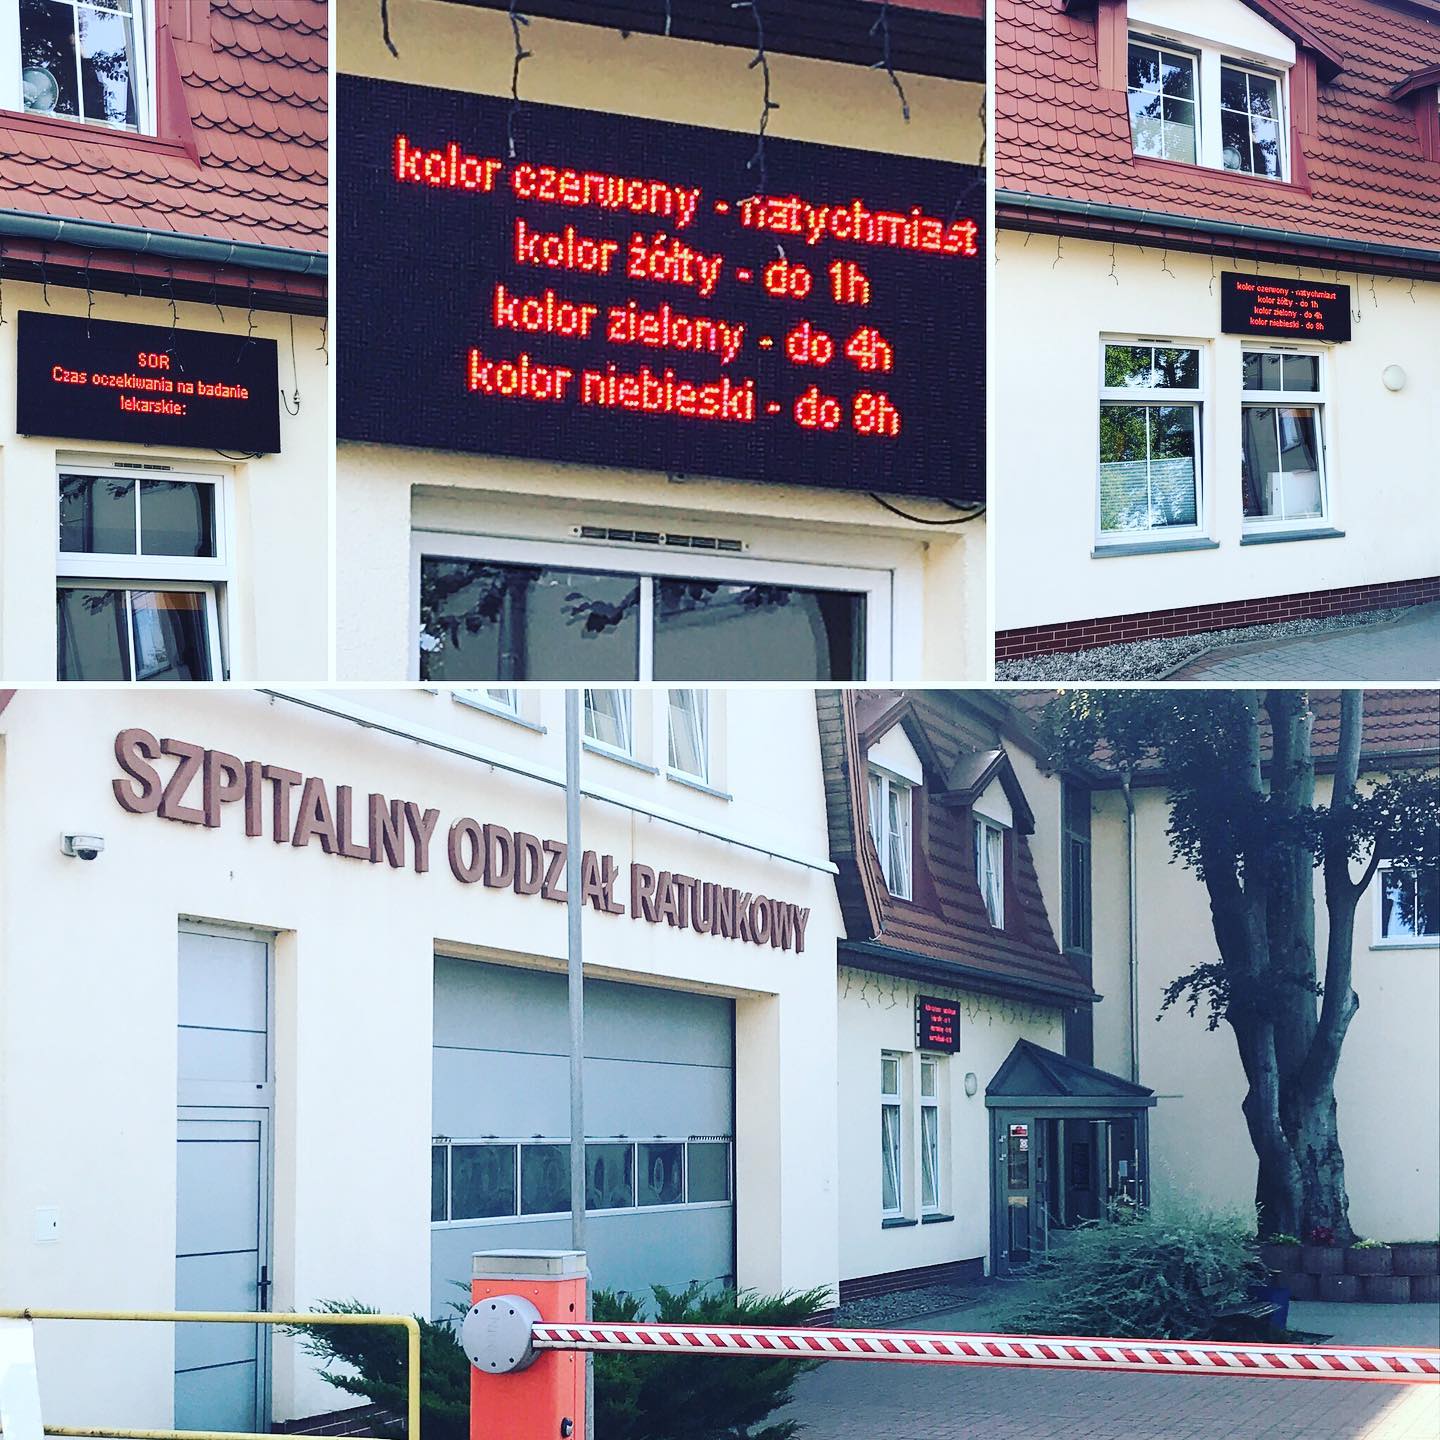 SOR
Czas oczekiwania na badanie
lekarskie:
kolor czerwony - natychmiast
kolor żółty - do 1h
kolor zielony - do 4h
kolor niebieski - do 8h
kolor czerwony - natychmiast
kolor żółty - do 1h
kolor zielony - do 4h
kolor niebieski - do 8h
SZPITALNY ODDZIAŁ RATUNKOWY